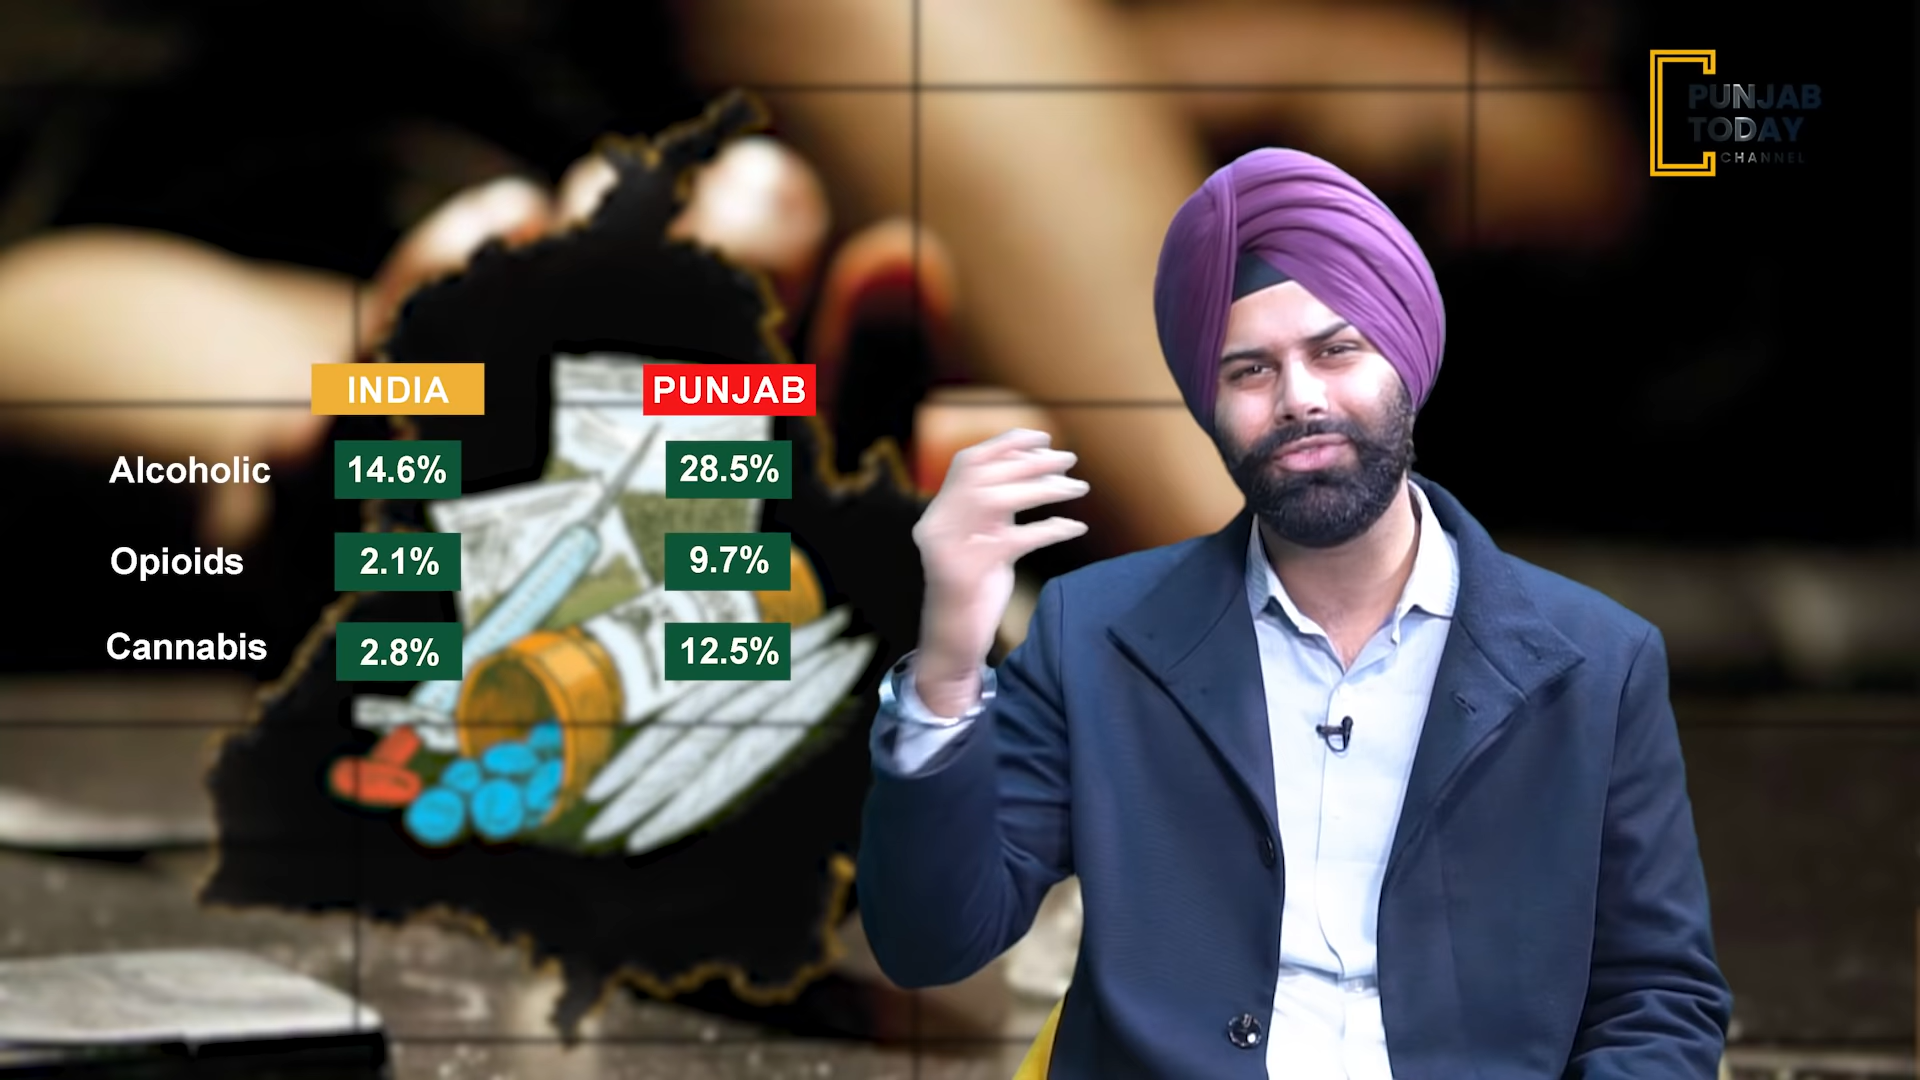 PUNJAB
TODAY
CHANNEL
INDIA PUNJAB
Alcoholic 14.6% 28.5%
Opioids 2.1% 9.7%
Cannabis 2.8% 12.5%